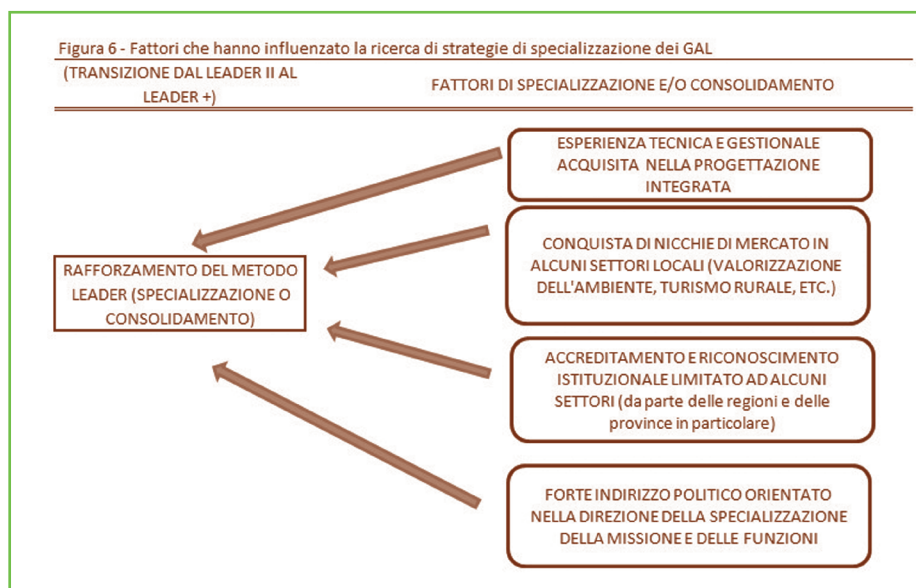 Figura 6 - Fattori che hanno influenzato la ricerca di strategie di specializzazione dei GAL
(TRANSIZIONE DAL LEADER II AL
LEADER +)
FATTORI DI SPECIALIZZAZIONE E/O CONSOLIDAMENTO
ESPERIENZA TECNICA E GESTIONALE
ACQUISITA NELLA PROGETTAZIONE
INTEGRATA
RAFFORZAMENTO DEL METODO
LEADER (SPECIALIZZAZIONE O
CONSOLIDAMENTO)
CONQUISTA DI NICCHIE DI MERCATO IN
ALCUNI SETTORI LOCALI (VALORIZZAZIONE
DELL'AMBIENTE, TURISMO RURALE, ETC.)
ACCREDITAMENTO E RICONOSCIMENTO
ISTITUZIONALE LIMITATO AD ALCUNI
SETTORI (da parte delle regioni e delle
province in particolare)
FORTE INDIRIZZO POLITICO ORIENTATO
NELLA DIREZIONE DELLA SPECIALIZZAZIONE
DELLA MISSIONE E DELLE FUNZIONI